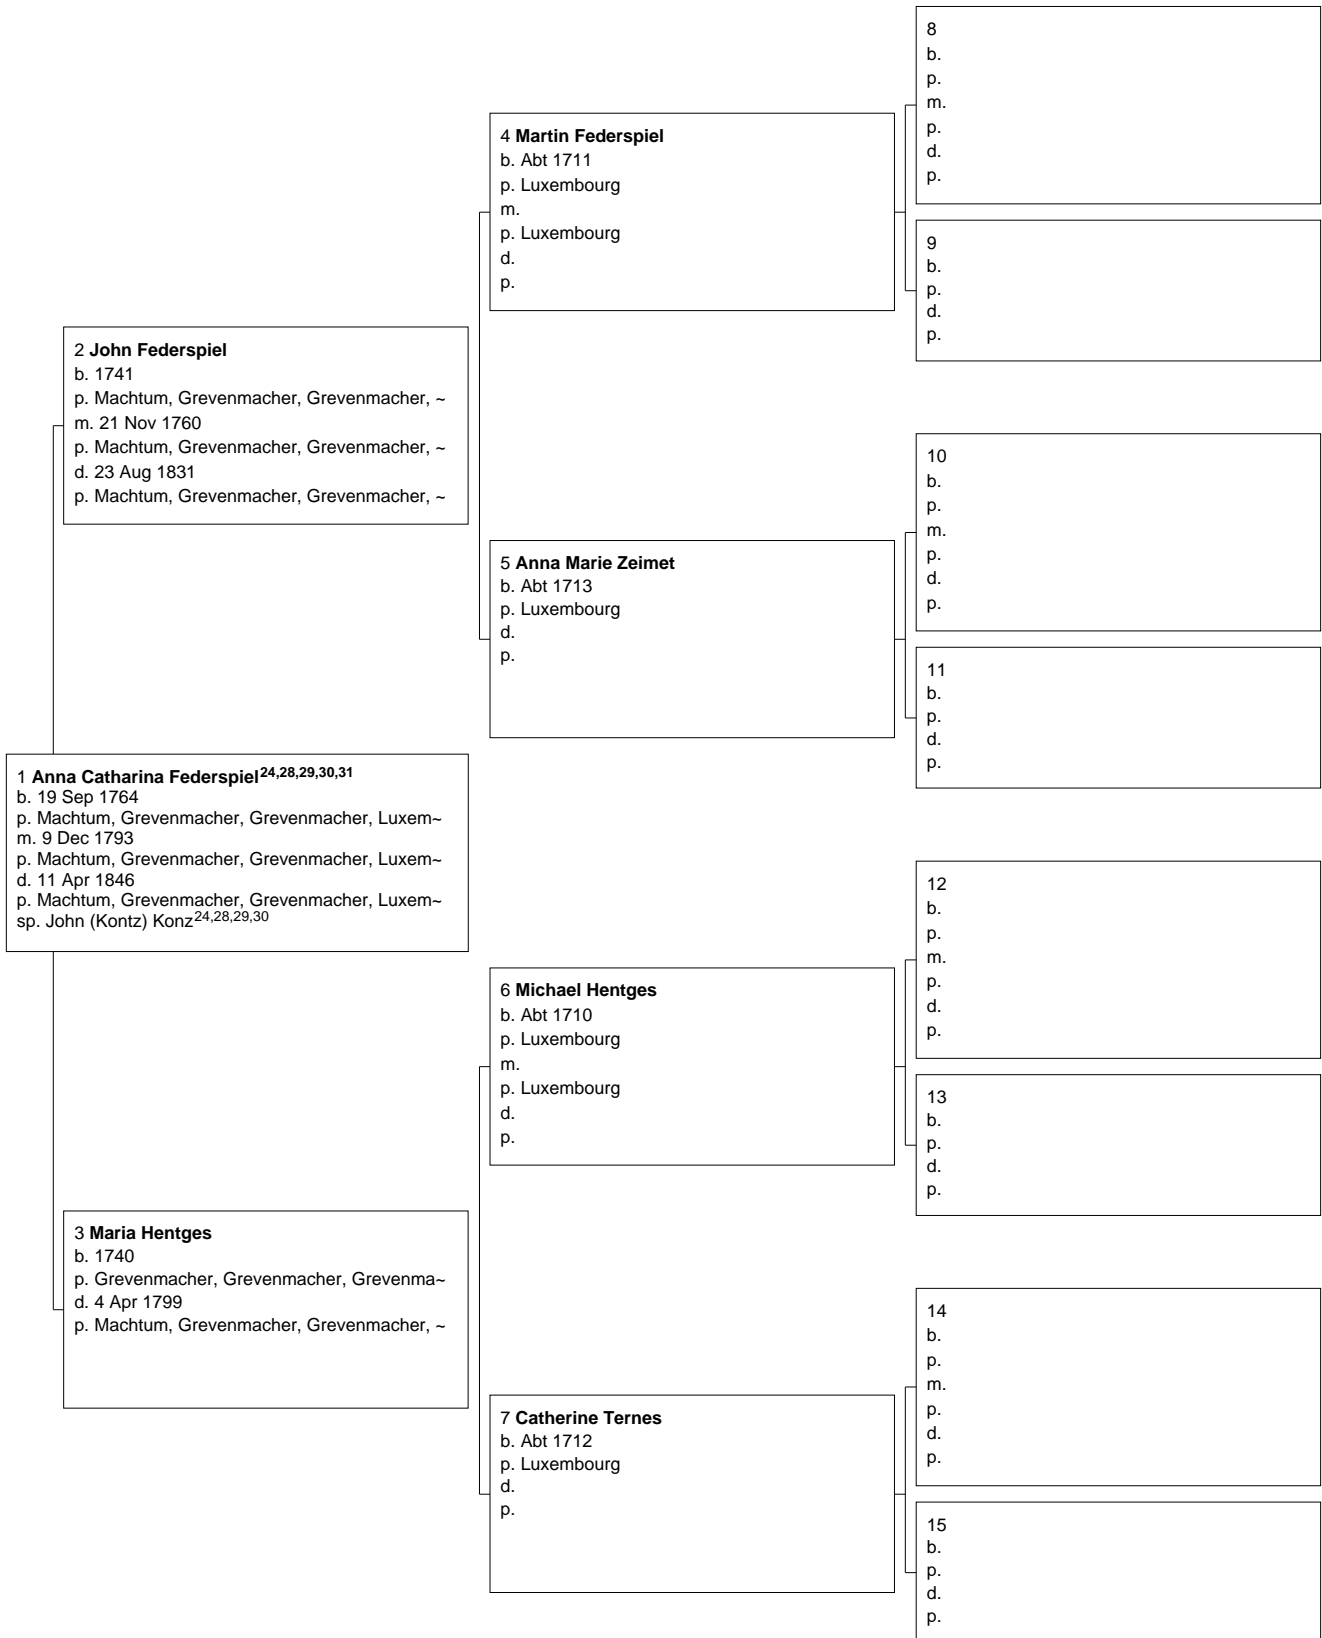 8
b.
p.
m.
p.
d.
p.
4 Martin Federspiel
b. Abt 1711
p. Luxembourg
m.
p. Luxembourg
d.
p.
9
b.
p.
d.
p.
2 John Federspiel
b. 1741
p. Machtum, Grevenmacher, Grevenmacher, ~
m. 21 Nov 1760
p. Machtum, Grevenmacher, Grevenmacher, ~
d. 23 Aug 1831
p. Machtum, Grevenmacher, Grevenmacher, ~
10
b.
p.
m.
p.
d.
p.
5 Anna Marie Zeimet
b. Abt 1713
p. Luxembourg
d.
p.
11
b.
p.
d.
p.
1 Anna Catharina Federspiel24,28,29,30,31
b. 19 Sep 1764
p. Machtum, Grevenmacher, Grevenmacher, Luxem~
m. 9 Dec 1793
p. Machtum, Grevenmacher, Grevenmacher, Luxem~
d. 11 Apr 1846
p. Machtum, Grevenmacher, Grevenmacher, Luxem~
sp. John (Kontz) Konz24,28,29,30
12
b.
p.
m.
p.
d.
p.
6 Michael Hentges
b. Abt 1710
p. Luxembourg
m.
p. Luxembourg
d.
p.
13
b.
p.
d.
p.
3 Maria Hentges
b. 1740
p. Grevenmacher, Grevenmacher, Grevenma~
d. 4 Apr 1799
p. Machtum, Grevenmacher, Grevenmacher, ~
14
b.
p.
m.
p.
d.
p.
7 Catherine Ternes
b. Abt 1712
p. Luxembourg
d.
p.
15
b.
p.
d.
p.